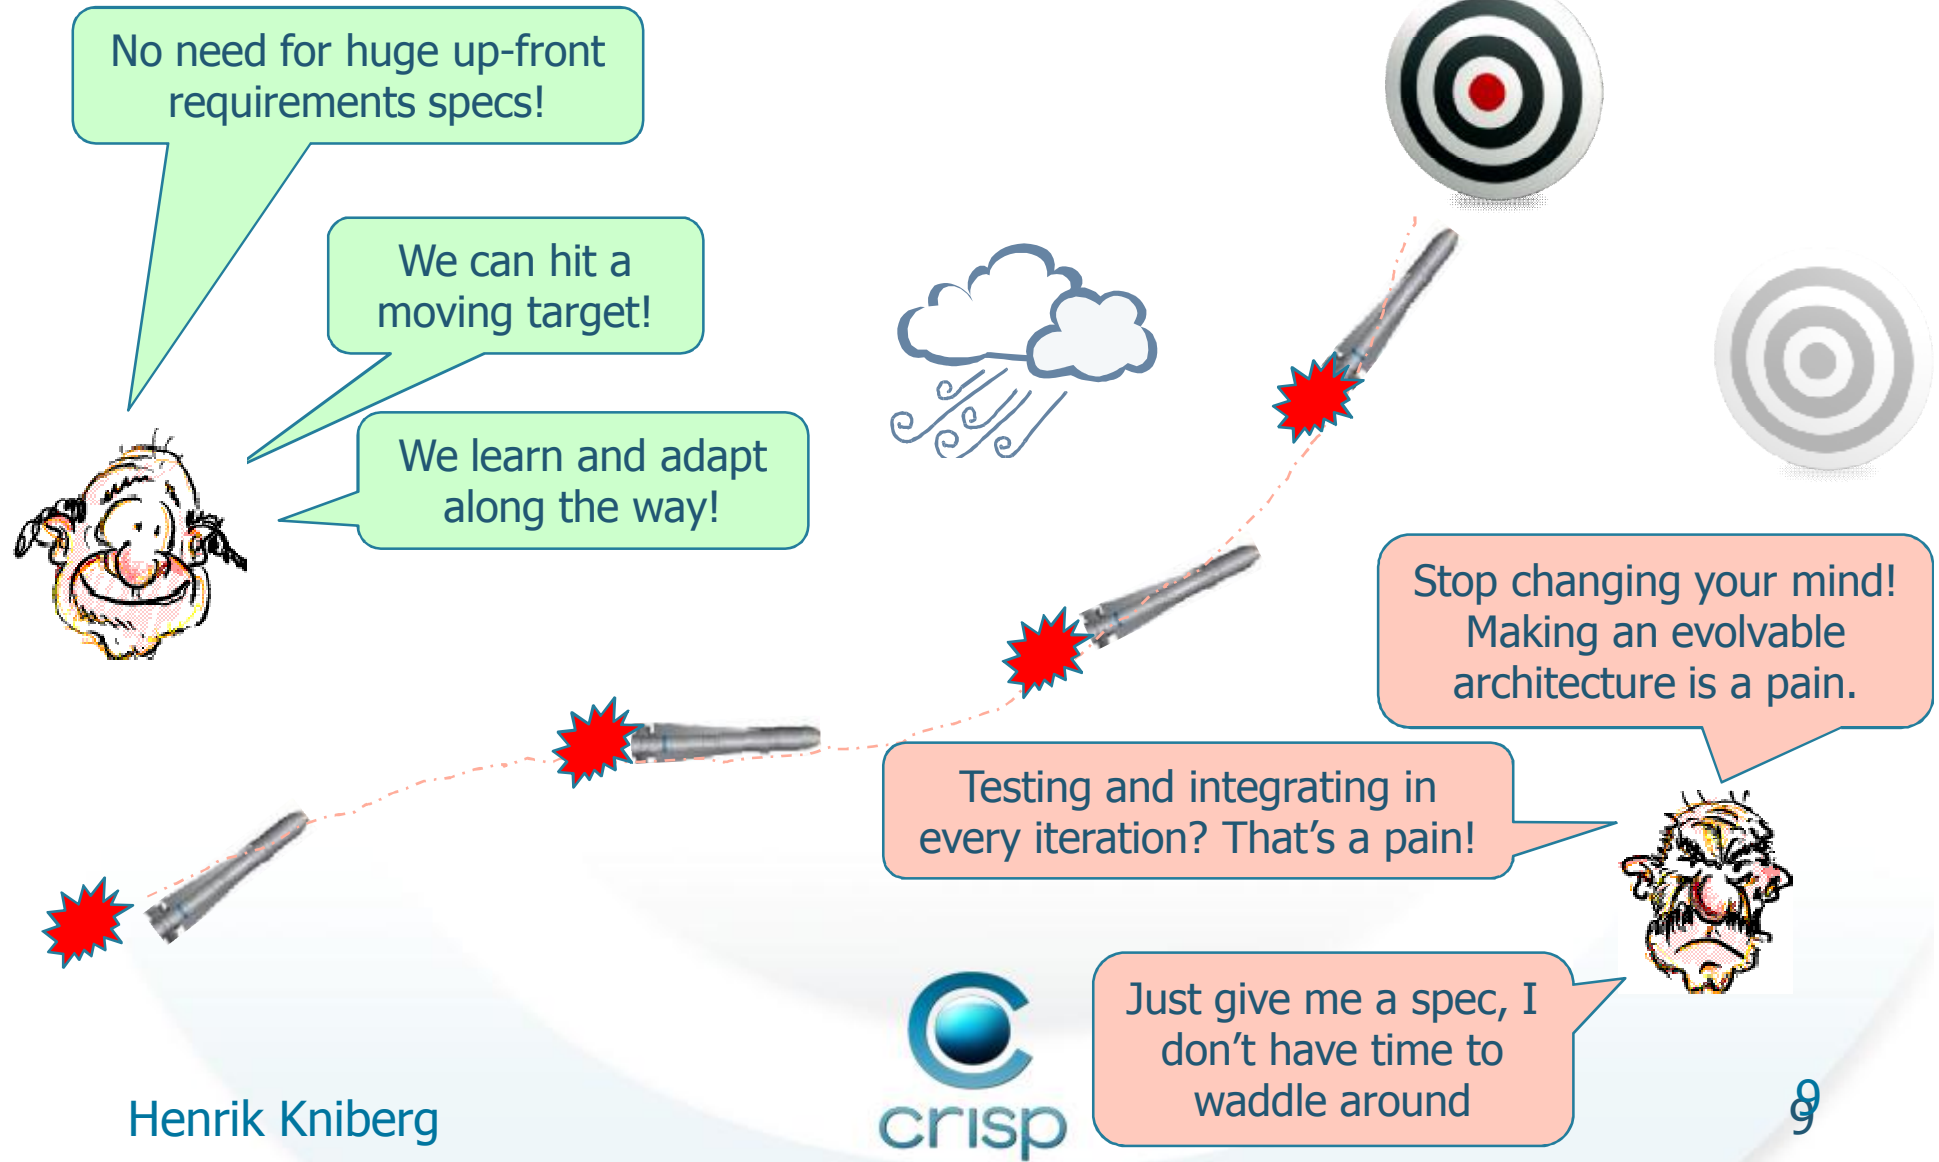 No need for huge up-front
requirements specs!
We can hit a
moving target!
We learn and adapt
along the way!
Stop changing your mind!
Making an evolvable
architecture is a pain.
Testing and integrating in
every iteration? That’s a pain!
Just give me a spec, I
don’t have time to
waddle around
Henrik Kniberg
crisp
9
9